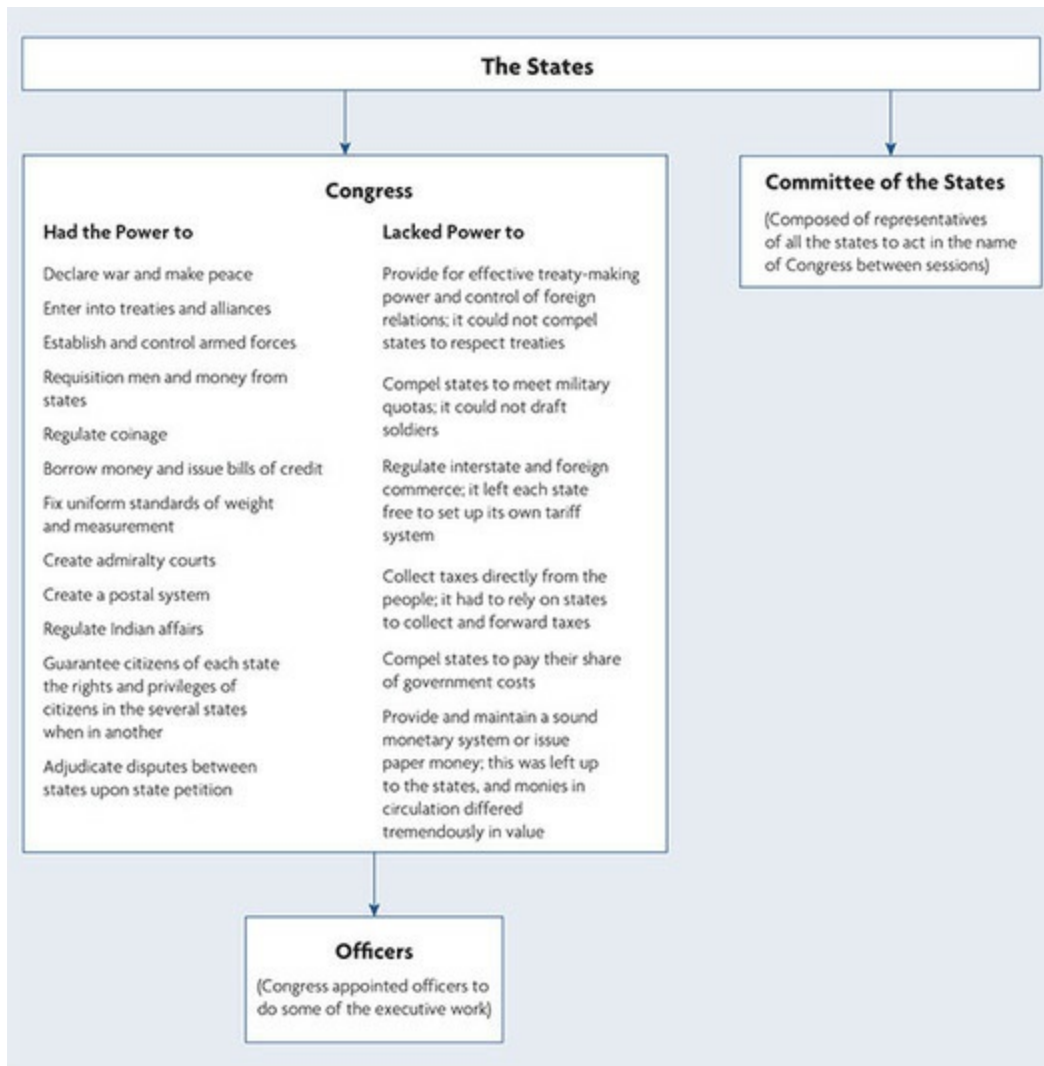 The States
Congress
Had the Power to
Declare war and make peace
Enter into treaties and alliances
Establish and control armed forces
Requisition men and money from
states
Regulate coinage
Borrow money and issue bills of credit
Fix uniform standards of weight
and measurement
Create admiralty courts
Create a postal system
Regulate Indian affairs
Guarantee citizens of each state
the rights and privileges of
citizens in the several states
when in another
Adjudicate disputes between
states upon state petition
Lacked Power to
Provide for effective treaty-making
power and control of foreign
relations; it could not compel
states to respect treaties
Compel states to meet military
quotas; it could not draft
soldiers
Regulate interstate and foreign
commerce; it left each state
free to set up its own tariff
system
Collect taxes directly from the
people; it had to rely on states
to collect and forward taxes
Compel states to pay their share
of government costs
Provide and maintain a sound
monetary system or issue
paper money; this was left up
to the states, and monies in
circulation differed
tremendously in value
Committee of the States
(Composed of representatives
of all the states to act in the name
of Congress between sessions)
Officers
(Congress appointed officers to
do some of the executive work)